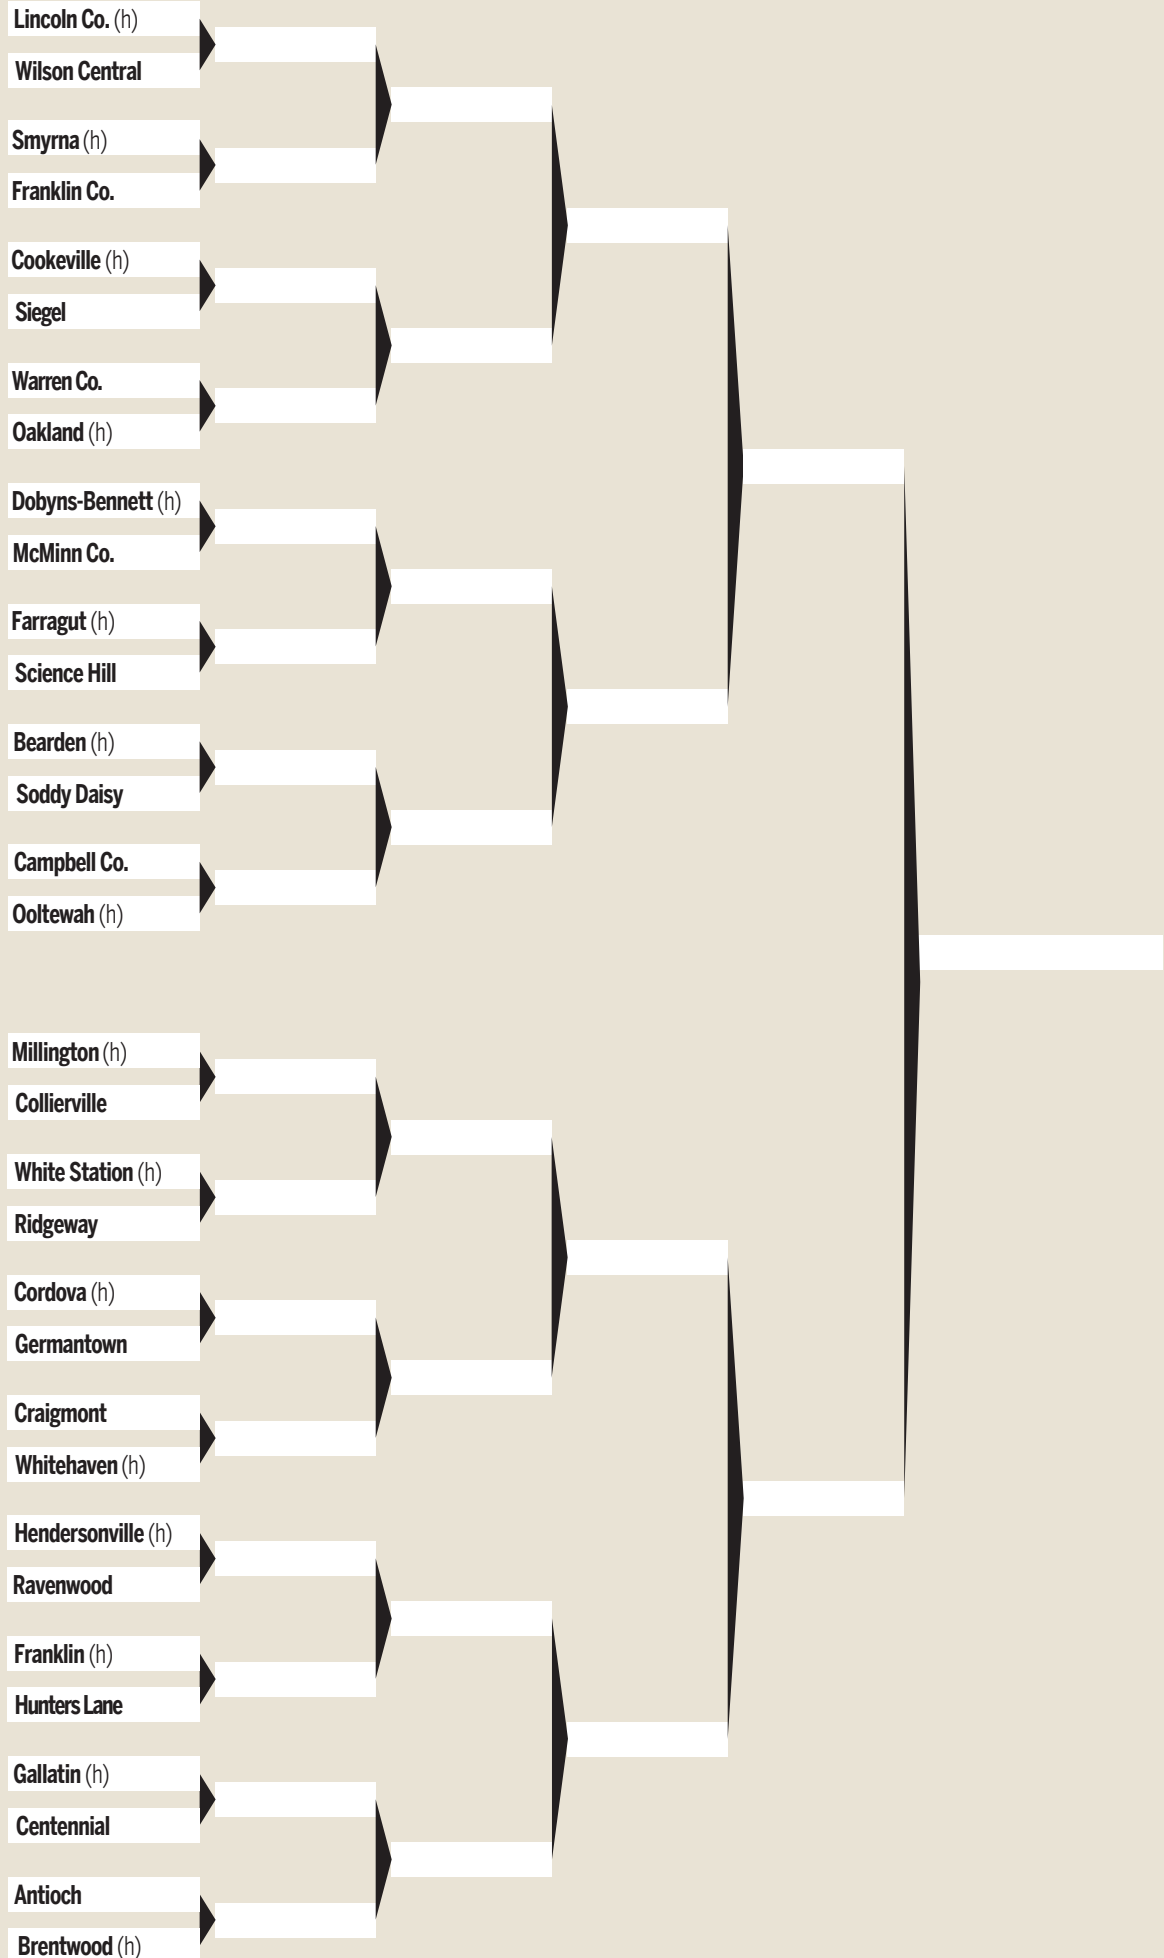 Lincoln Co. (h)
Wilson Central
Smyrna (h)
Franklin Co.
Cookeville (h)
Siegel
Warren Co.
Oakland (h)
Dobyns-Bennett (h)
McMinn Co.
Farragut (h)
Science Hill
Bearden (h)
Soddy Daisy
Campbell Co.
Ooltewah (h)
Millington (h)
Collierville
White Station (h)
Ridgeway
Cordova (h)
Germantown
Craigmont
Whitehaven (h)
Hendersonville (h)
Ravenwood
Franklin (h)
Hunters Lane
Gallatin (h)
Centennial
Antioch
Brentwood (h)